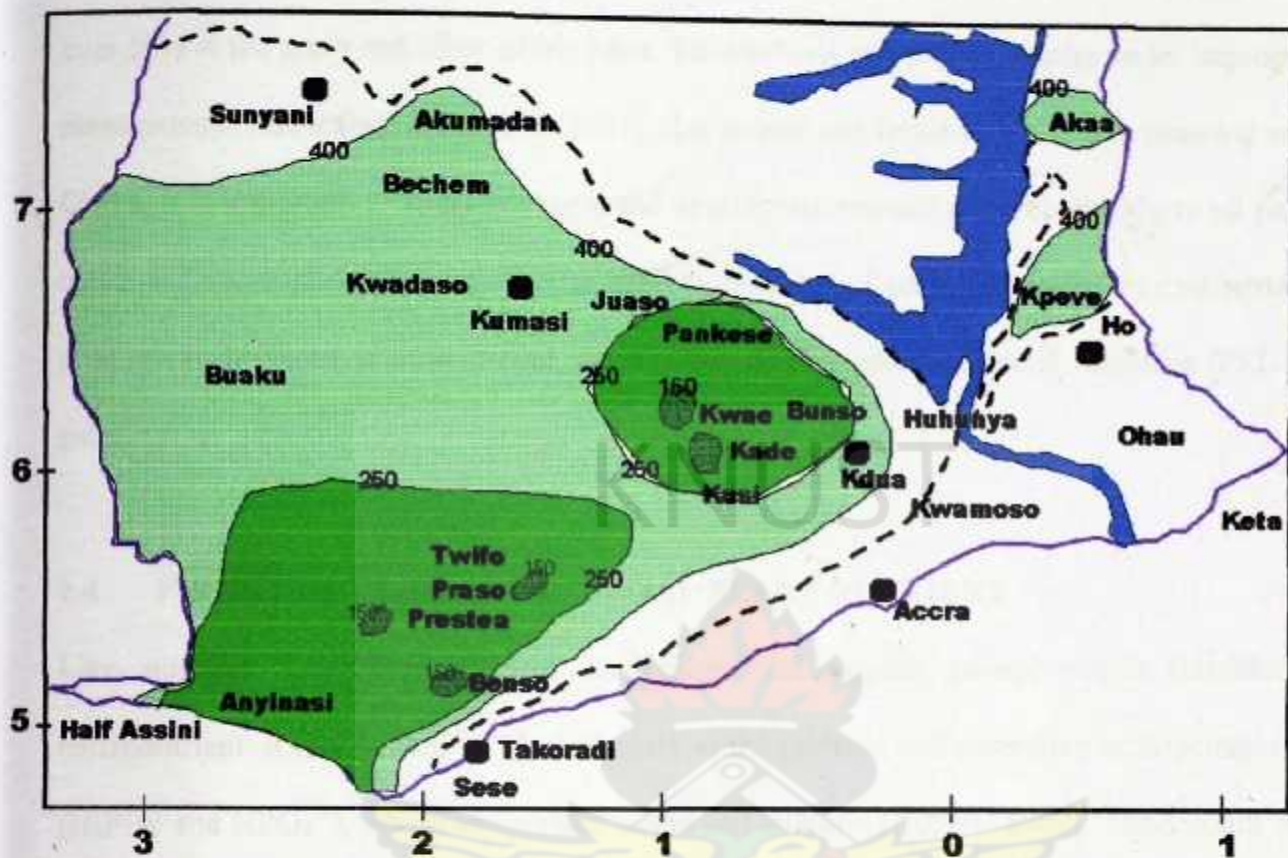 400
Sunyani
Akumadan
400
Akaa
Bechem
7
400
400
Kwadaso
Juaso
Kpeve
Kumasi
Pankese
Ho
Buaku
250
150
Kwae
Bunso
Huhunya
Ohau
KNUST
Kade
6
250
Kdua
250
Kusi
Kwamoso
Keta
Twifo
150
250
Praso
Accra
150
Prestea
150
Bonso
Anyinasi
5
Half Assini
Takoradi
Sese
3
2
1
0
1